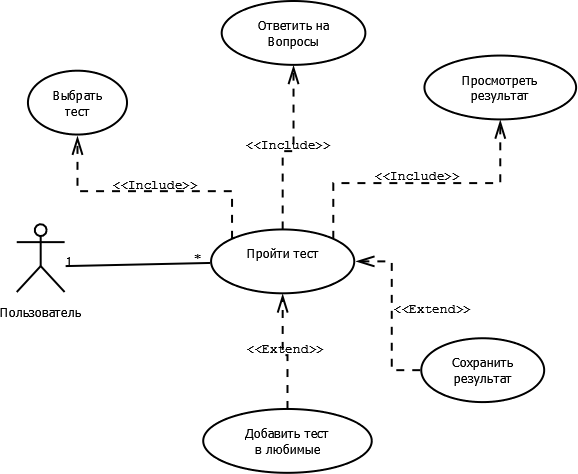 Ответить на
Вопросы
Выбрать
тест
Просмотреть
результат
<<Include>>
<<Include>>
<<Include>>
Пользователь
1
*
Пройти тест
<<Extend>>
<<Extend>>
Сохранить
результат
Добавить тест
в любимые